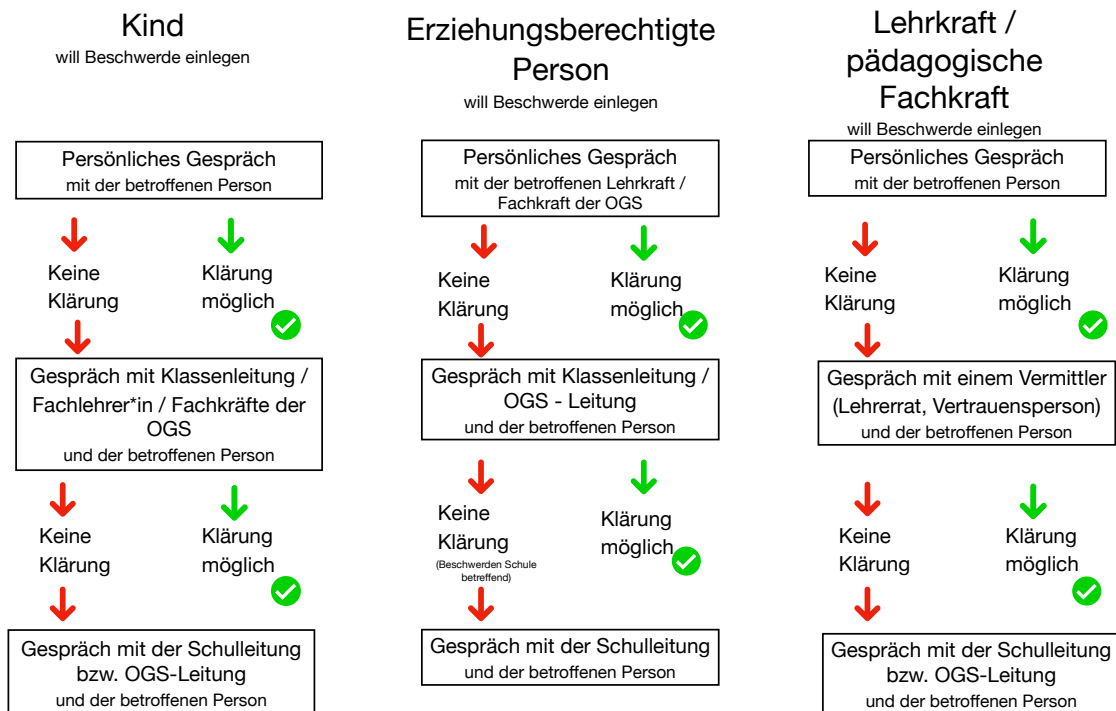 Kind
will Beschwerde einlegen
Persönliches Gespräch
mit der betroffenen Person
Keine
Klärung
Klärung
möglich
Gespräch mit Klassenleitung /
Fachlehrer*in / Fachkräfte der
OGS
und der betroffenen Person
Keine
Klärung
Klärung
möglich
Gespräch mit der Schulleitung
bzw. OGS-Leitung
und der betroffenen Person
Erziehungsberechtigte
Person
will Beschwerde einlegen
Persönliches Gespräch
mit der betroffenen Lehrkraft /
Fachkraft der OGS
Keine
Klärung
Klärung
möglich
Gespräch mit Klassenleitung /
OGS - Leitung
und der betroffenen Person
Keine
Klärung
(Beschwerden Schule
betreffend)
Klärung
möglich
Gespräch mit der Schulleitung
und der betroffenen Person
Lehrkraft /
pädagogische
Fachkraft
will Beschwerde einlegen
Persönliches Gespräch
mit der betroffenen Person
Keine
Klärung
Klärung
möglich
Gespräch mit einem Vermittler
(Lehrerrat, Vertrauensperson)
und der betroffenen Person
Keine
Klärung
Klärung
möglich
Gespräch mit der Schulleitung
bzw. OGS-Leitung
und der betroffenen Person